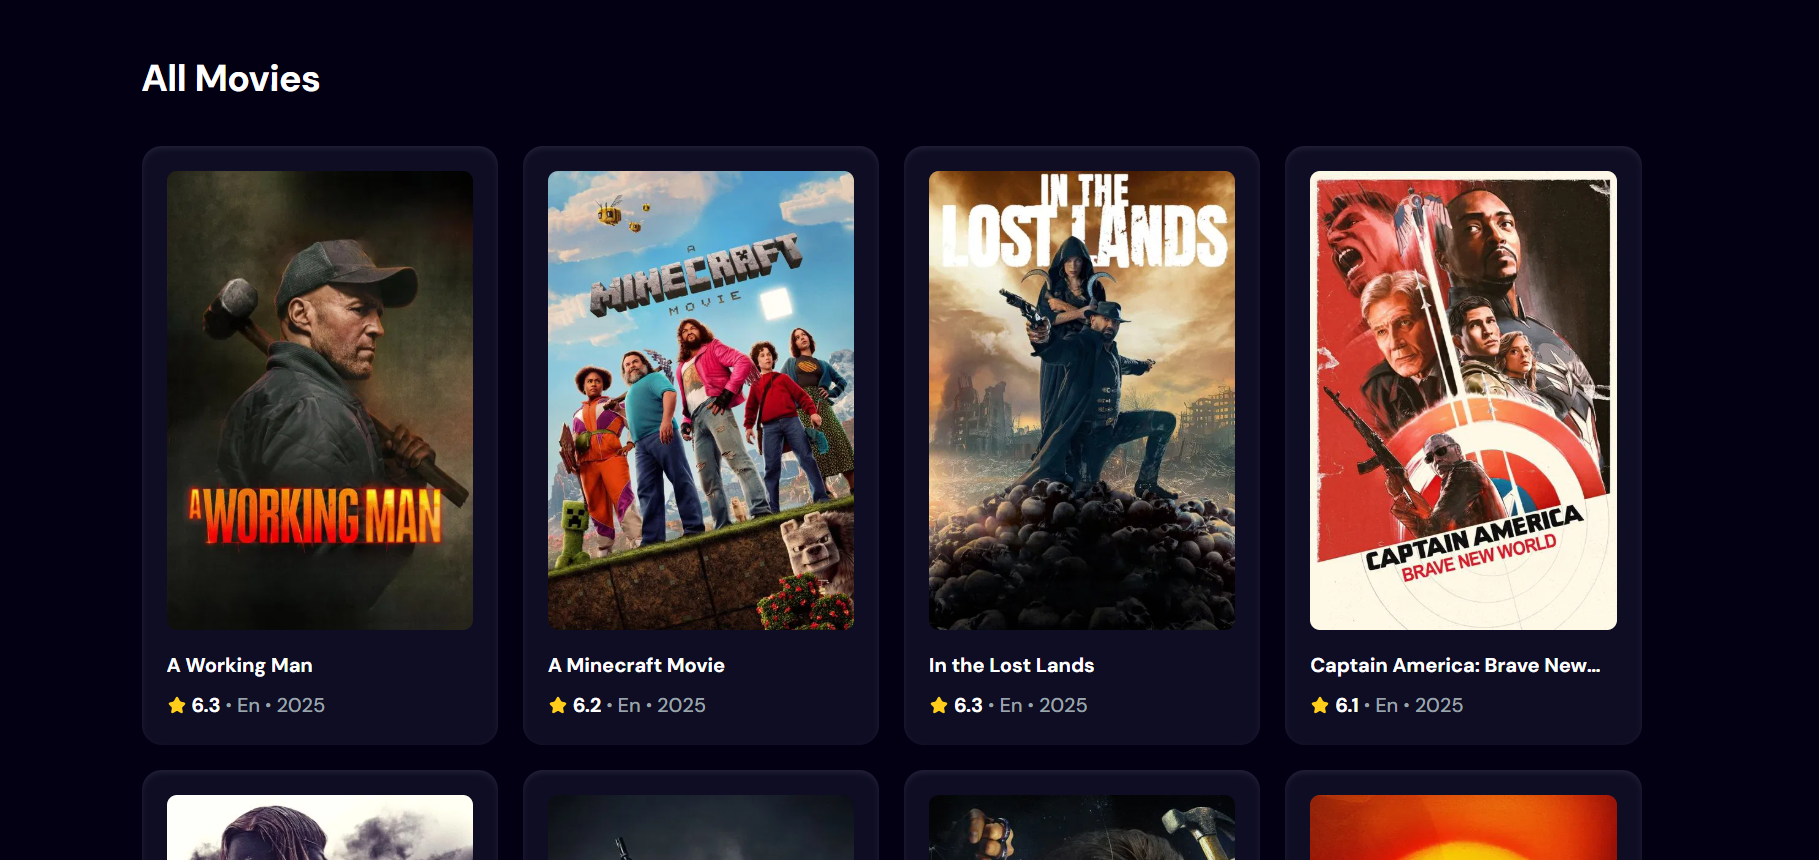 All Movies
A WORKING MAN
A
MINECRAFT
MOVIE
IN THE
LOST LANDS
CAPTAIN AMERICA
BRAVE NEW WORLD
A Working Man
6.3 • En • 2025
A Minecraft Movie
6.2 • En • 2025
In the Lost Lands
6.3 • En • 2025
Captain America: Brave New...
6.1 • En • 2025